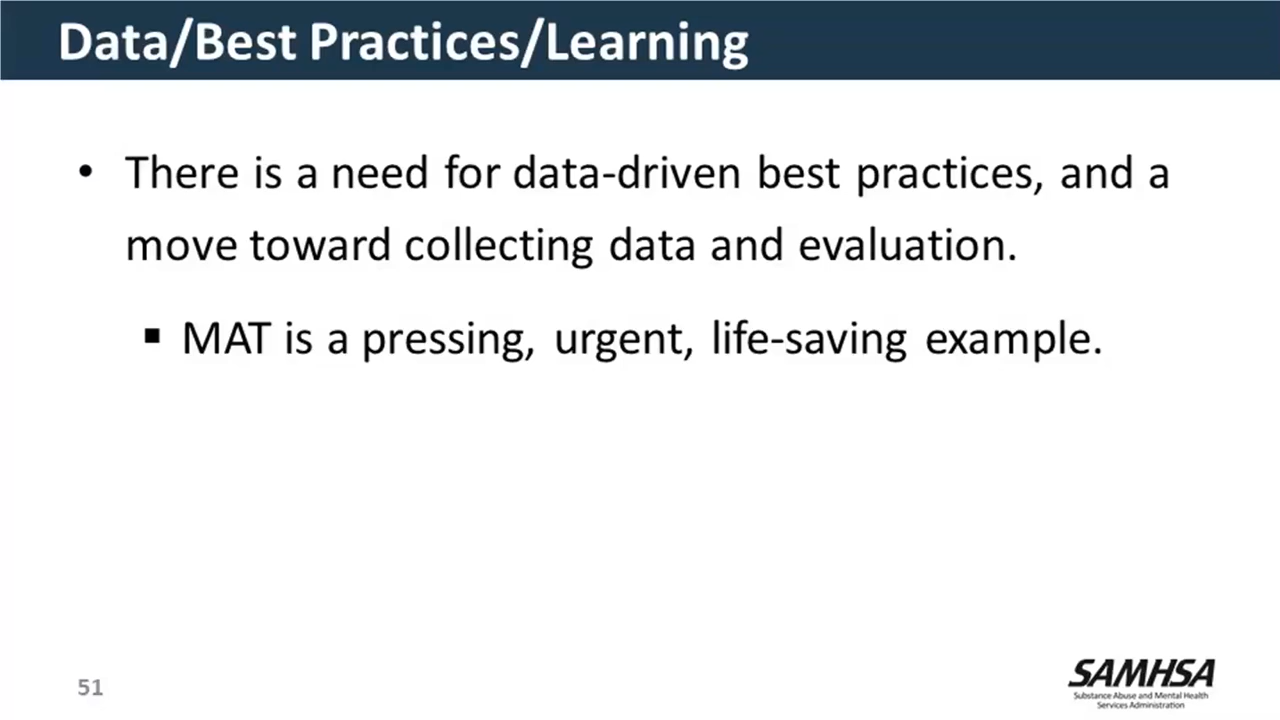 Data/Best Practices/Learning
• There is a need for data-driven best practices, and a
move toward collecting data and evaluation.
▪ MAT is a pressing, urgent, life-saving example.
51
SAMHSA
Substance Abuse and Mental Health
Services Administration